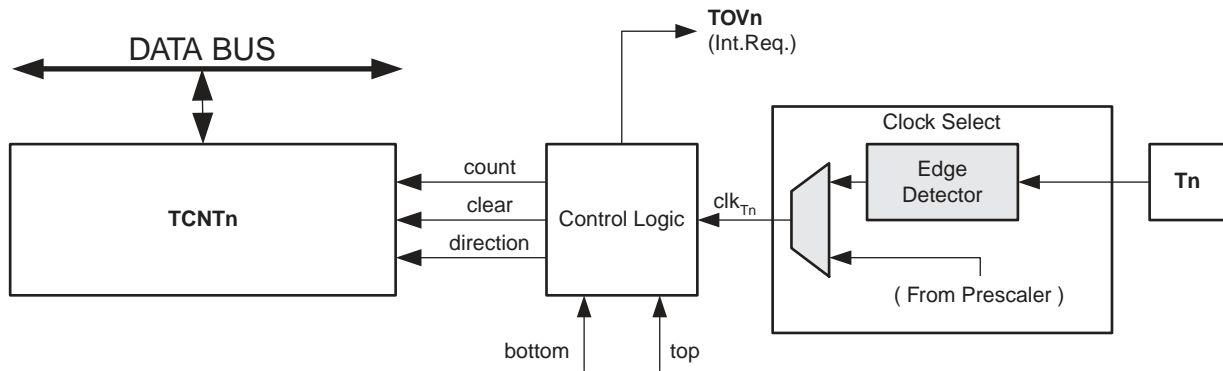 TOVn
(Int.Req.)
DATA BUS
Clock Select
count
Edge
Detector
Tn
TCNTn
clear
Control Logic
clkTn
direction
( From Prescaler )
bottom
top